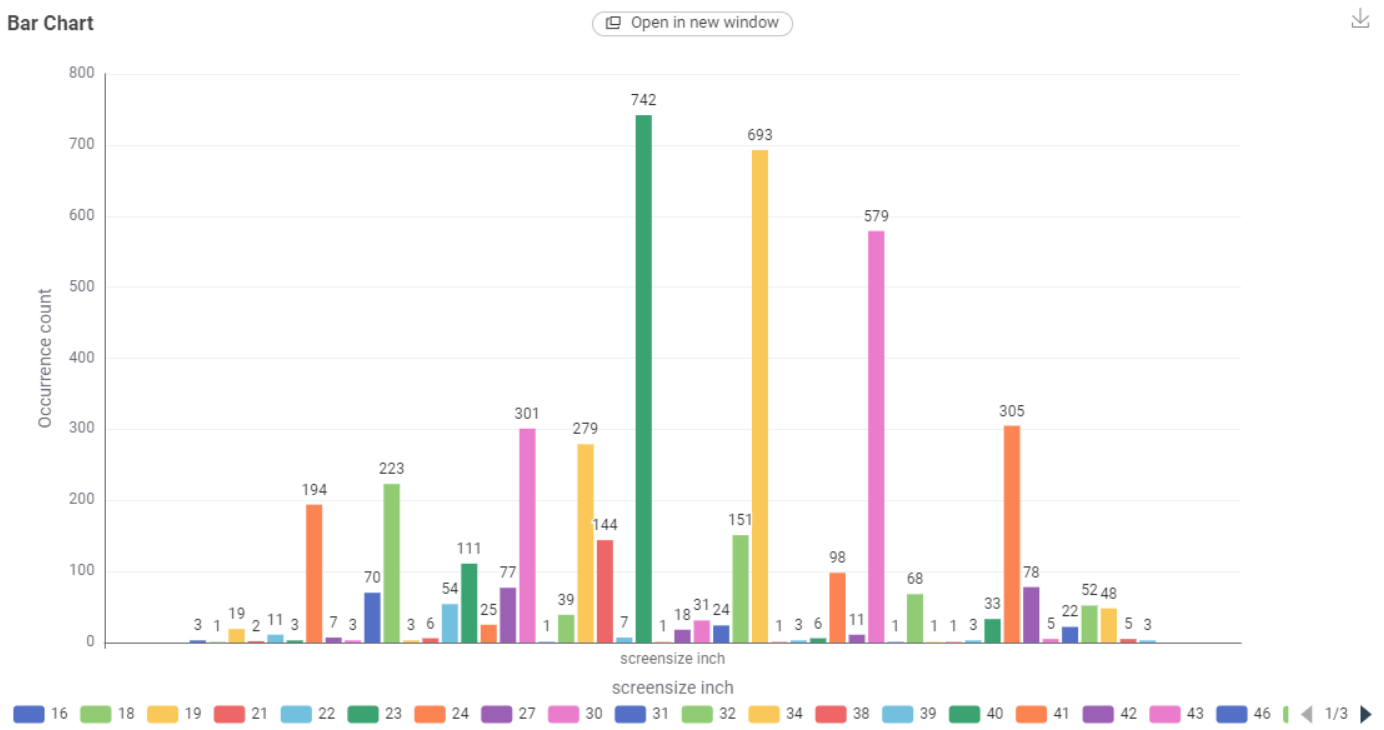 Bar Chart
Open in new window
800
700
600
500
400
300
200
100
0
Occurrence count
3 1 19 2 11 3 194 7 3 70 223 3 6 54 111 25 77 301 1 39 279 144 7 742 1 18 31 24 151 693 1 3 6 98 11 579 1 68 1 1 3 33 305 78 5 22 52 48 5 3
screensize inch
screensize inch
16 18 19 21 22 23 24 27 30 31 32 34 38 39 40 41 42 43 46 1/3